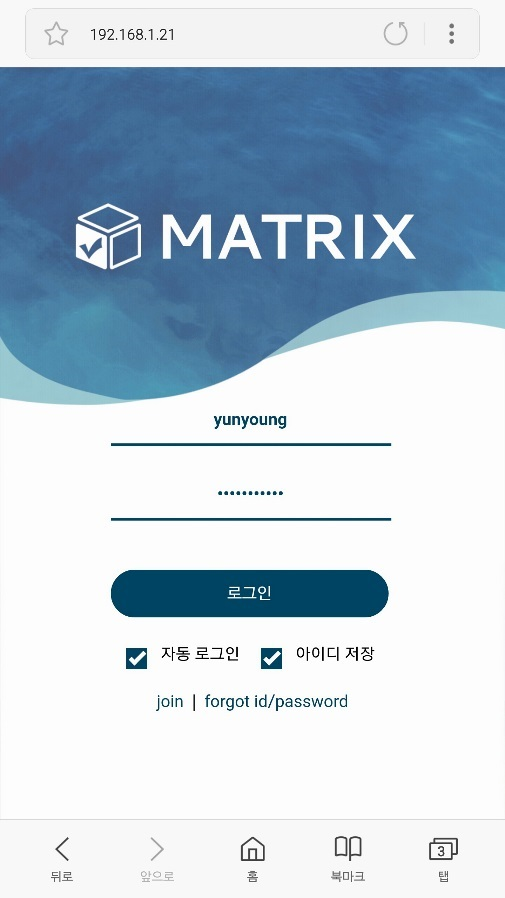 192.168.1.21
MATRIX
yunyoung
•••••••••••
로그인
자동 로그인 아이디 저장
join | forgot id/password
3
뒤로 앞으로 홈 북마크 탭